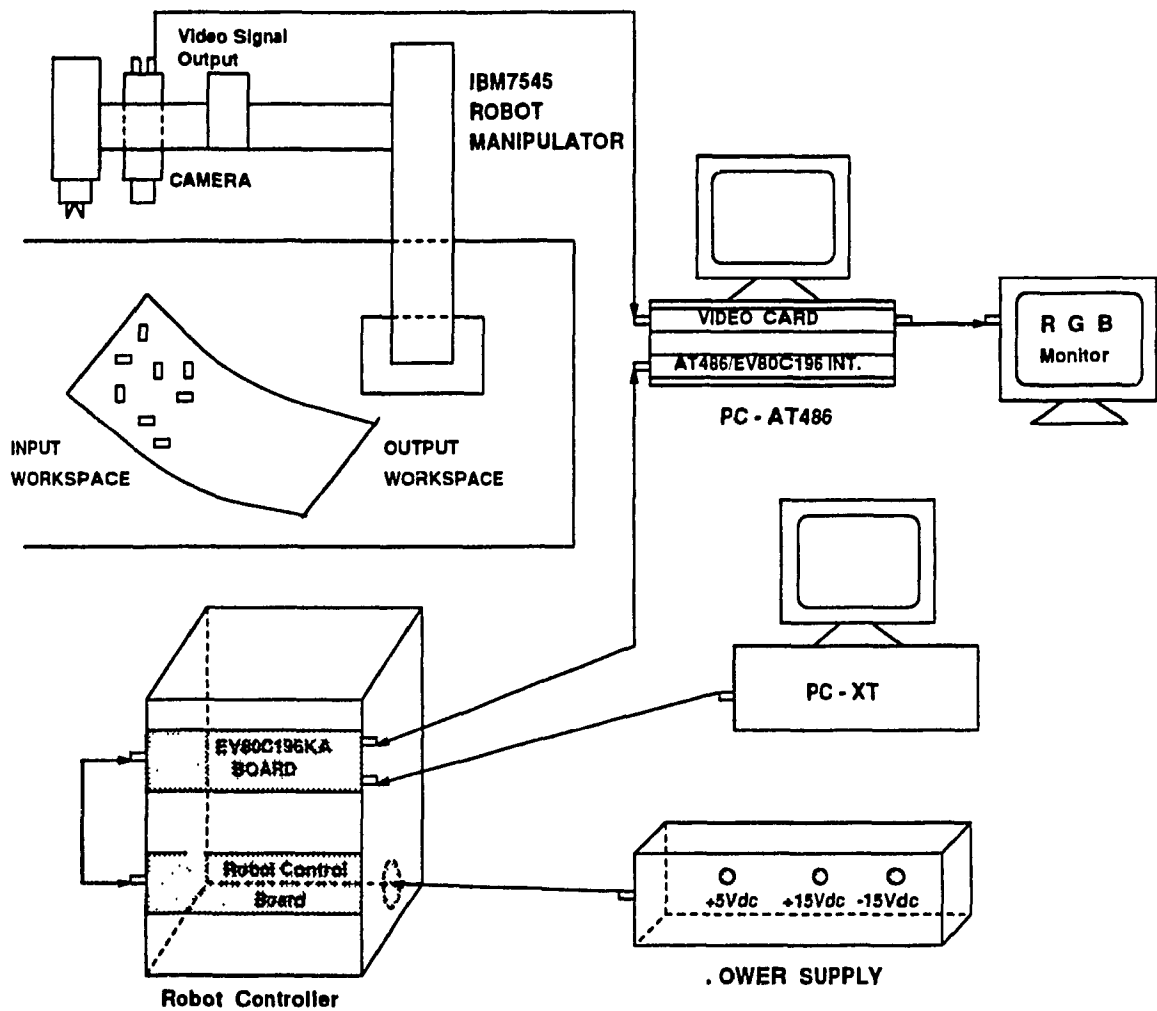 Video Signal
Output
IBM7545
ROBOT
MANIPULATOR
CAMERA
VIDEO CARD
AT486/EV80C196 INT.
PC - AT486
R G B
Monitor
INPUT
WORKSPACE
OUTPUT
WORKSPACE
PC - XT
EV80C196KA
BOARD
Robot Control
Board
+5Vdc +15Vdc -15Vdc
. OWER SUPPLY
Robot Controller